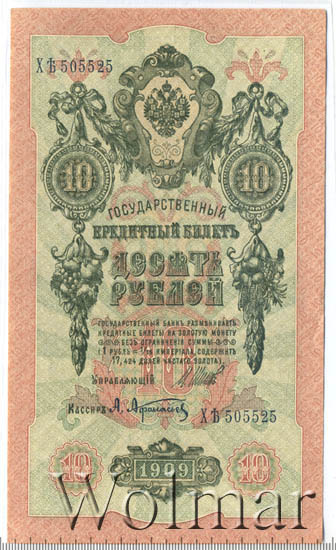 ХѢ 505525
10 10
ГОСУДАРСТВЕННЫЙ
КРЕДИТНЫЙ БИЛЕТЪ
ДЕСЯТЬ
РУБЛЕЙ
ГОСУДАРСТВЕННЫЙ БАНКЪ РАЗМѢНИВАЕТЪ
КРЕДИТНЫЕ БИЛЕТЫ НА ЗОЛОТУЮ МОНЕТУ
БЕЗЪ ОГРАНИЧЕНІЯ СУММЫ
(1 РУБЛЬ = 1/15 ИМПЕРІАЛА, СОДЕРЖИТЪ
17,424 ДОЛЕЙ ЧИСТАГО ЗОЛОТА).
Управляющій
Кассиръ А. Афанасьевъ
ХѢ 505525
10 1909 10
Wolmar